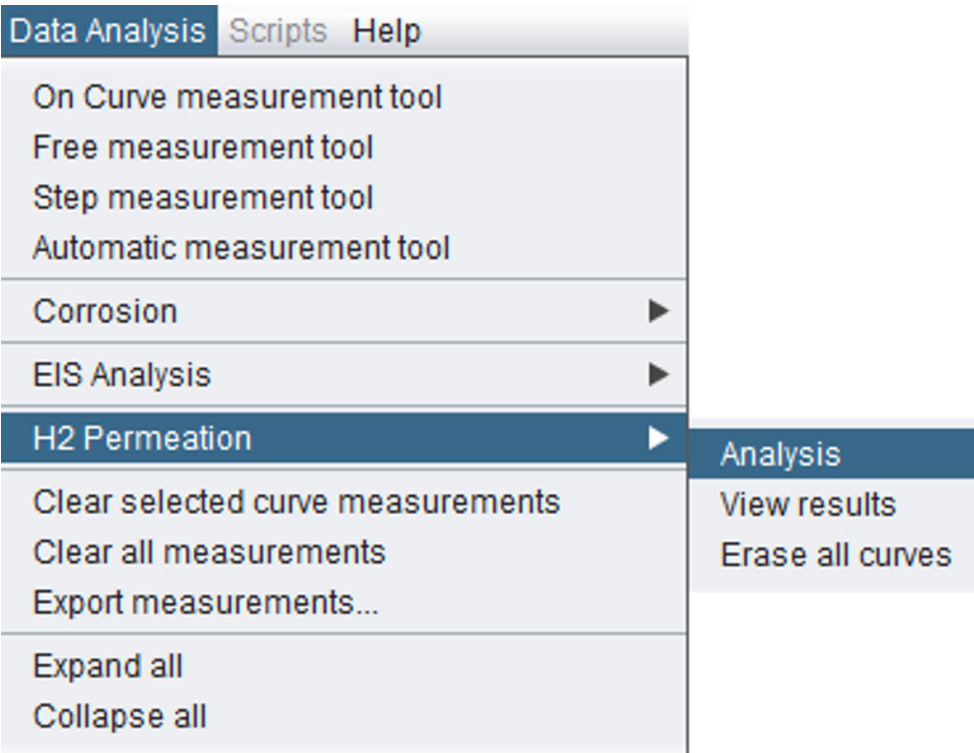 Data Analysis Scripts Help
On Curve measurement tool
Free measurement tool
Step measurement tool
Automatic measurement tool
Corrosion
EIS Analysis
H2 Permeation
Analysis
View results
Erase all curves
Clear selected curve measurements
Clear all measurements
Export measurements...
Expand all
Collapse all